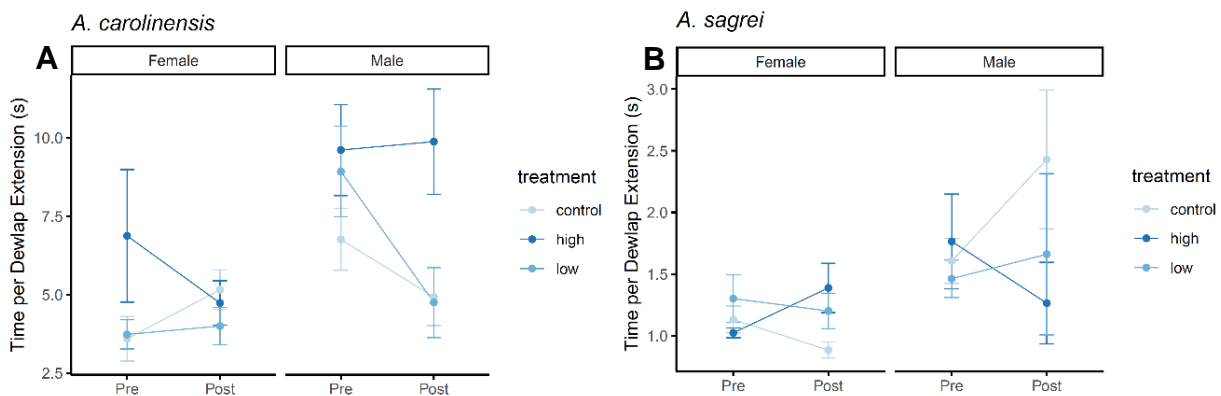 A. carolinensis
A
Female
Male
Time per Dewlap Extension (s)
10.0
7.5
5.0
2.5
Pre
Post
Pre
Post
treatment
control
high
low
A. sagrei
B
Female
Male
Time per Dewlap Extension (s)
3.0
2.5
2.0
1.5
1.0
Pre
Post
Pre
Post
treatment
control
high
low